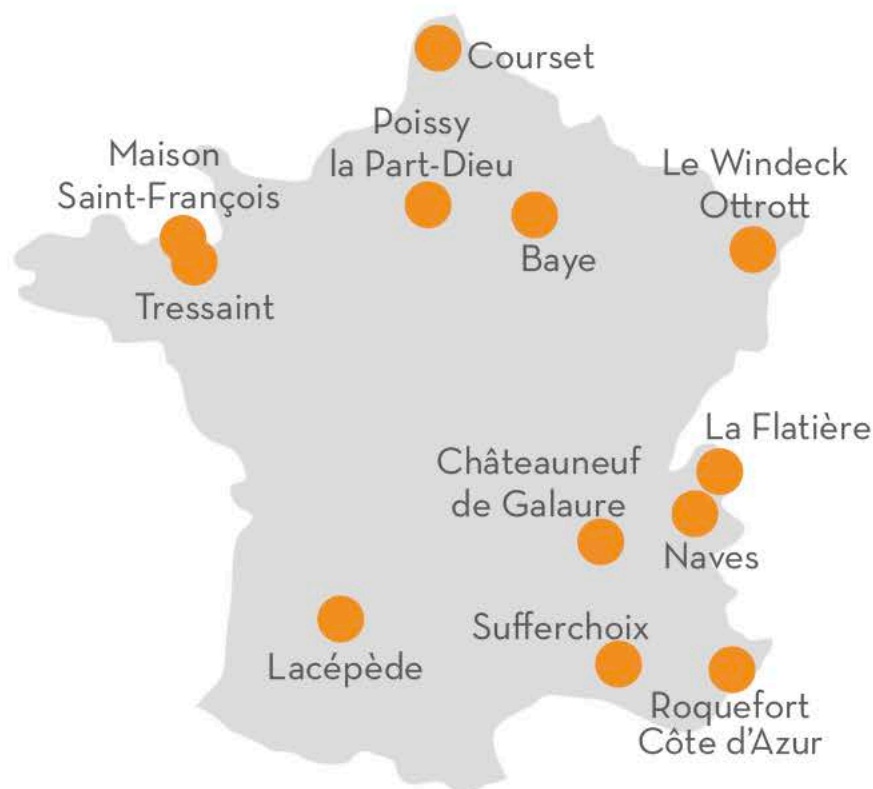 Courset
Poissy
la Part-Dieu
Maison
Saint-François
Le Windeck
Ottrott
Baye
Tressaint
La Flatière
Châteauneuf
de Galaure
Naves
Sufferchoix
Lacépède
Roquefort
Côte d'Azur